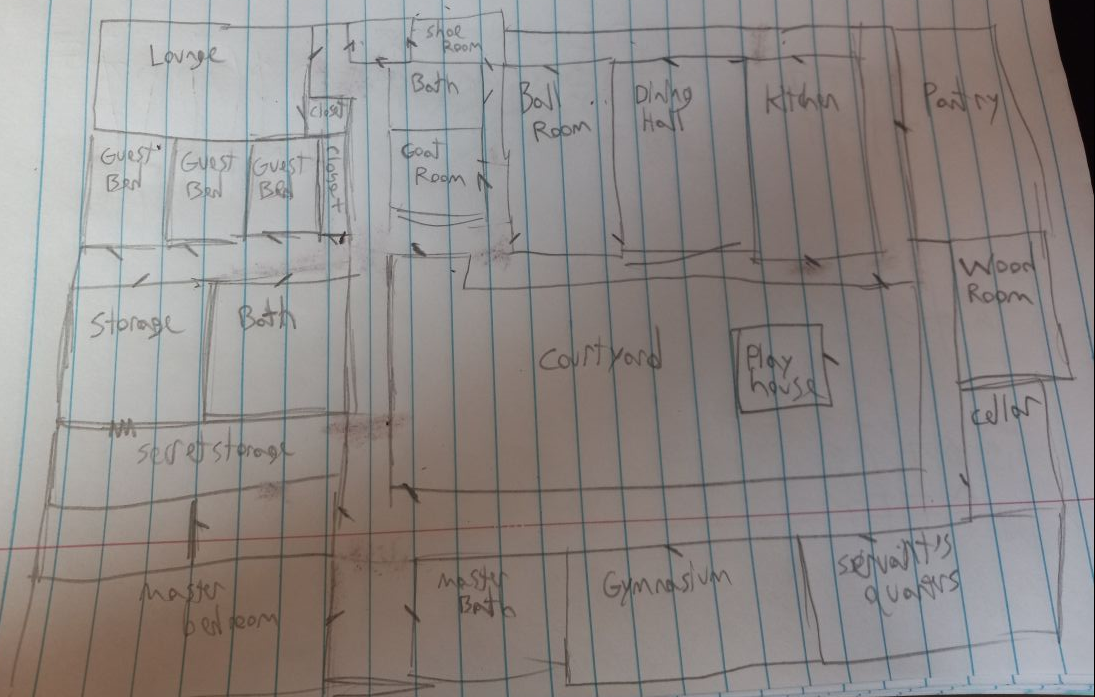 Lounge
Shoe
Room
closet
Bath
Ball
Room
Dining
Hall
Kitchen
Pantry
Guest
Bed
Guest
Bed
Guest
Bed
Closet
Coat
Room
Storage
Bath
Wood
Room
Courtyard
Play
house
Cellar
secret storage
master
bedroom
master
Bath
Gymnasium
servant's
quarters